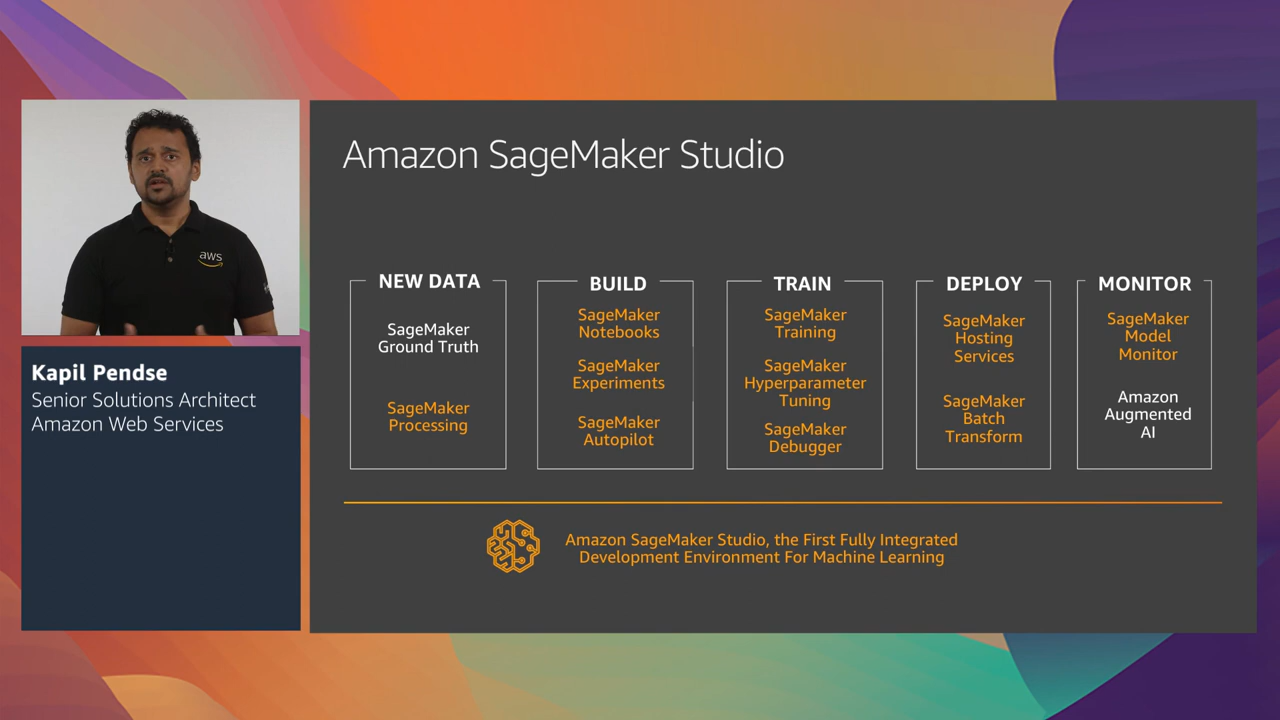 Amazon SageMaker Studio
aws
Kapil Pendse
Senior Solutions Architect
Amazon Web Services
NEW DATA
SageMaker
Ground Truth
SageMaker
Processing
BUILD
SageMaker
Notebooks
SageMaker
Experiments
SageMaker
Autopilot
TRAIN
SageMaker
Training
SageMaker
Hyperparameter
Tuning
SageMaker
Debugger
DEPLOY
SageMaker
Hosting
Services
SageMaker
Batch
Transform
MONITOR
SageMaker
Model
Monitor
Amazon
Augmented
AI
Amazon SageMaker Studio, the First Fully Integrated
Development Environment For Machine Learning